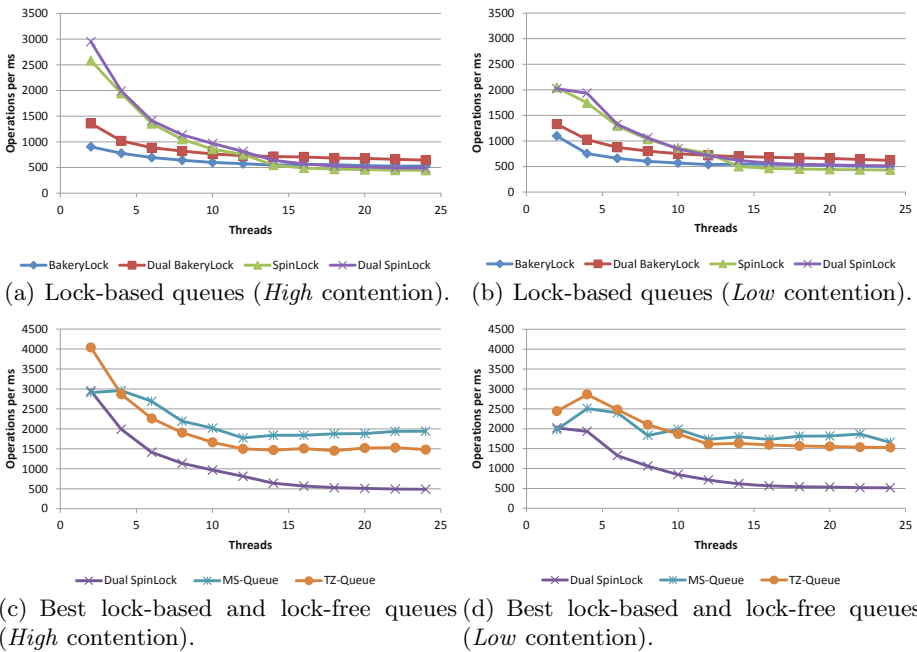 3500
3000
2500
2000
1500
1000
500
0
Operations per ms
0 5 10 15 20 25
Threads
BakeryLock Dual BakeryLock SpinLock Dual SpinLock
(a) Lock-based queues (High contention).
3500
3000
2500
2000
1500
1000
500
0
Operations per ms
0 5 10 15 20 25
Threads
BakeryLock Dual BakeryLock SpinLock Dual SpinLock
(b) Lock-based queues (Low contention).
4500
4000
3500
3000
2500
2000
1500
1000
500
0
Operations per ms
0 5 10 15 20 25
Threads
Dual SpinLock MS-Queue TZ-Queue
(c) Best lock-based and lock-free queues
(High contention).
4500
4000
3500
3000
2500
2000
1500
1000
500
0
Operations per ms
0 5 10 15 20 25
Threads
Dual SpinLock MS-Queue TZ-Queue
(d) Best lock-based and lock-free queues
(Low contention).